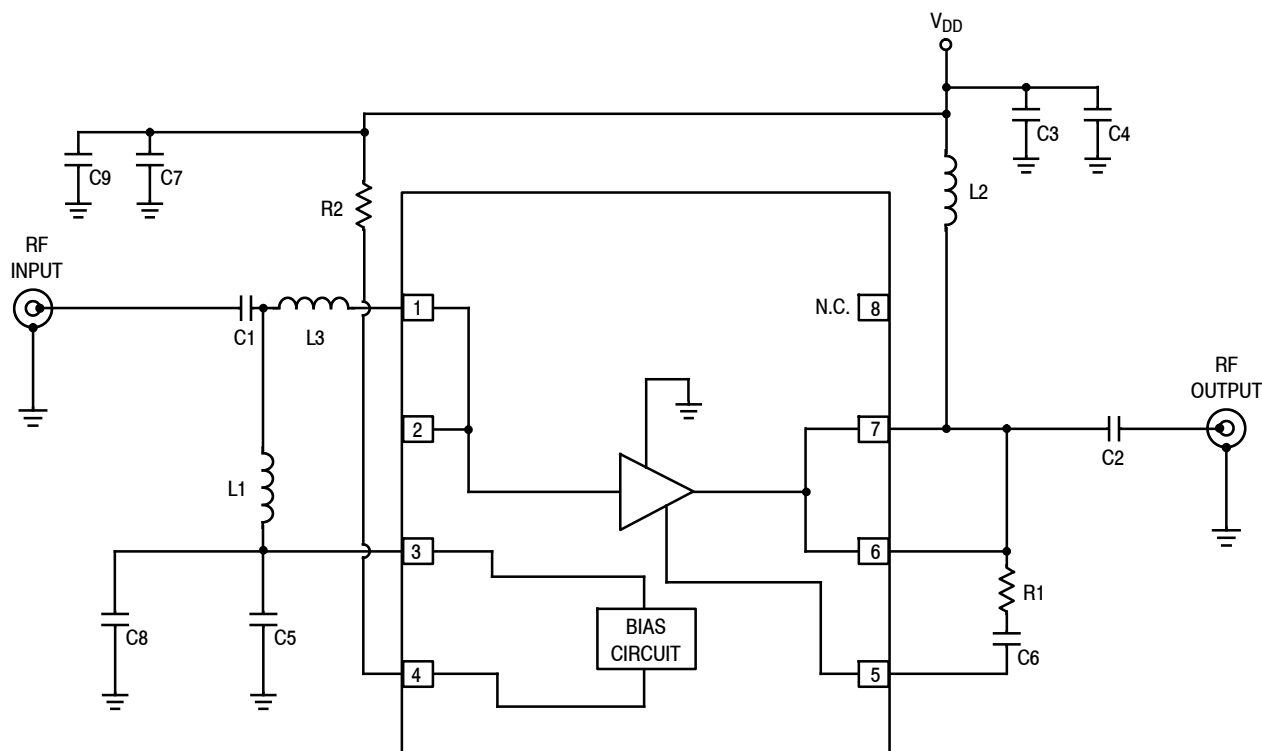 VDD
C3
C4
C9
C7
R2
L2
RF
INPUT
C1
L3
1
N.C.
8
RF
OUTPUT
2
7
C2
L1
3
6
R1
C8
C5
BIAS
CIRCUIT
C6
4
5